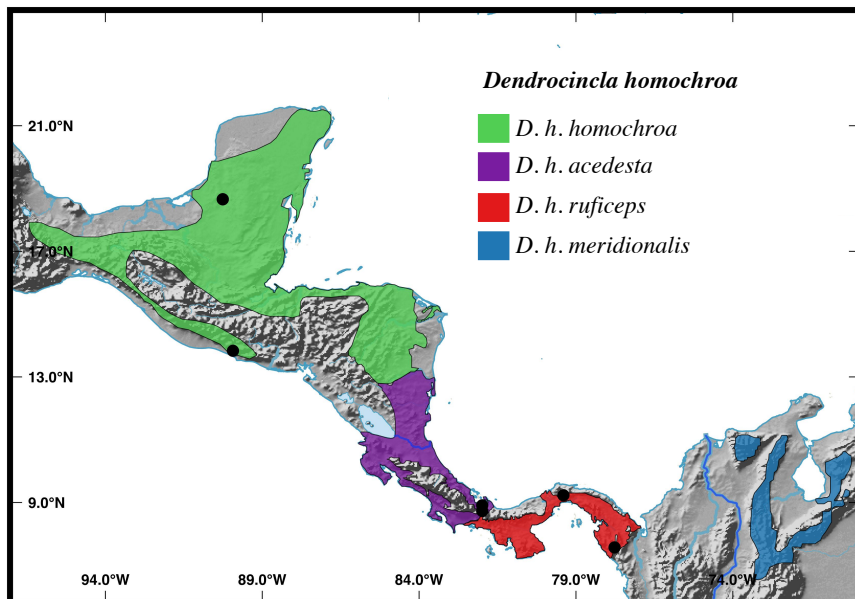 Dendrocincla homochroa
D. h. homochroa
D. h. acedesta
D. h. ruficeps
D. h. meridionalis
21.0°N
17.0°N
13.0°N
9.0°N
94.0°W 89.0°W 84.0°W 79.0°W 74.0°W